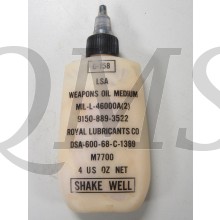 LSA
WEAPONS OIL MEDIUM
MIL-L-46000A(2)
9150-889-3522
ROYAL LUBRICANTS CO
DSA-600-68-C-1389
M7700
4 US OZ NET
SHAKE WELL
QMS